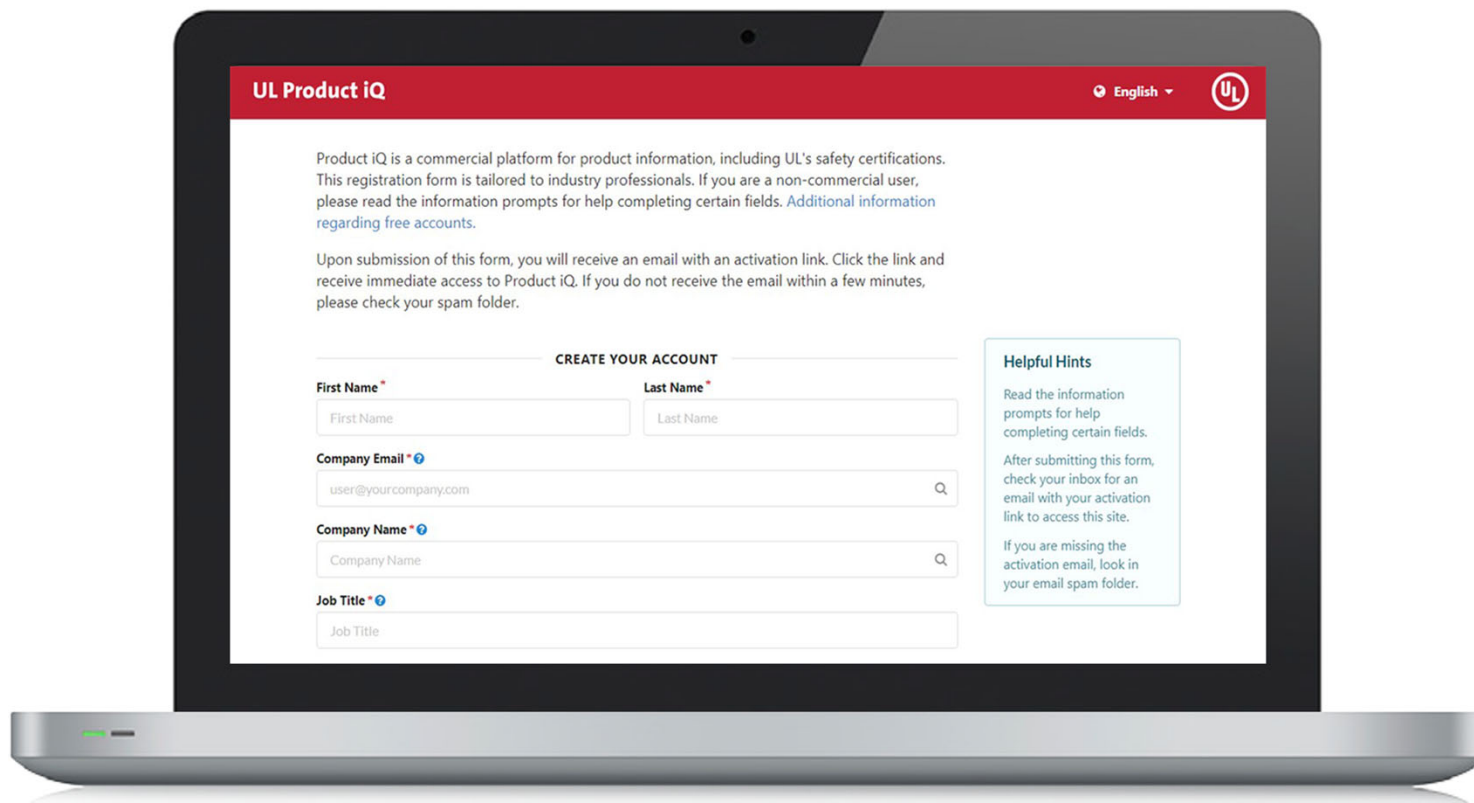 UL Product iQ
English
UL
Product iQ is a commercial platform for product information, including UL's safety certifications.
This registration form is tailored to industry professionals. If you are a non-commercial user,
please read the information prompts for help completing certain fields. Additional information
regarding free accounts.
Upon submission of this form, you will receive an email with an activation link. Click the link and
receive immediate access to Product iQ. If you do not receive the email within a few minutes,
please check your spam folder.
CREATE YOUR ACCOUNT
First Name *
Last Name *
First Name
Last Name
Company Email * ?
user@yourcompany.com
Company Name * ?
Company Name
Job Title * ?
Job Title
Helpful Hints
Read the information
prompts for help
completing certain fields.
After submitting this form,
check your inbox for an
email with your activation
link to access this site.
If you are missing the
activation email, look in
your email spam folder.